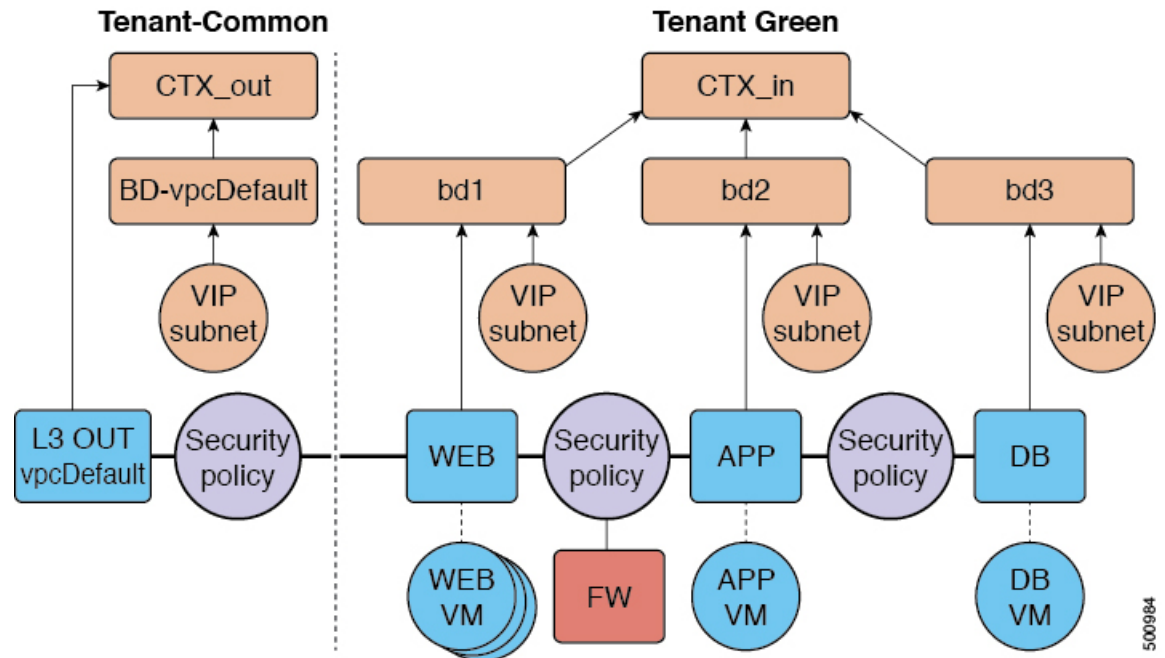 Tenant-Common
Tenant Green
CTX_out
CTX_in
BD-vpcDefault
bd1
bd2
bd3
VIP
subnet
VIP
subnet
VIP
subnet
VIP
subnet
L3 OUT
vpcDefault
Security
policy
WEB
Security
policy
APP
Security
policy
DB
WEB
VM
FW
APP
VM
DB
VM
500984